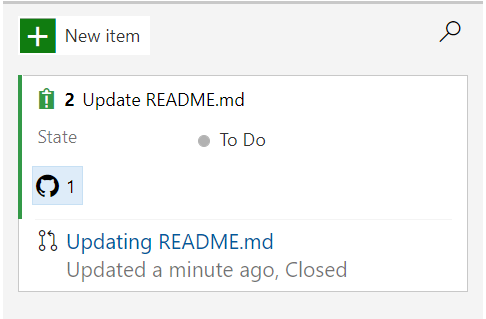 New item
2 Update README.md
State To Do
1
Updating README.md
Updated a minute ago, Closed